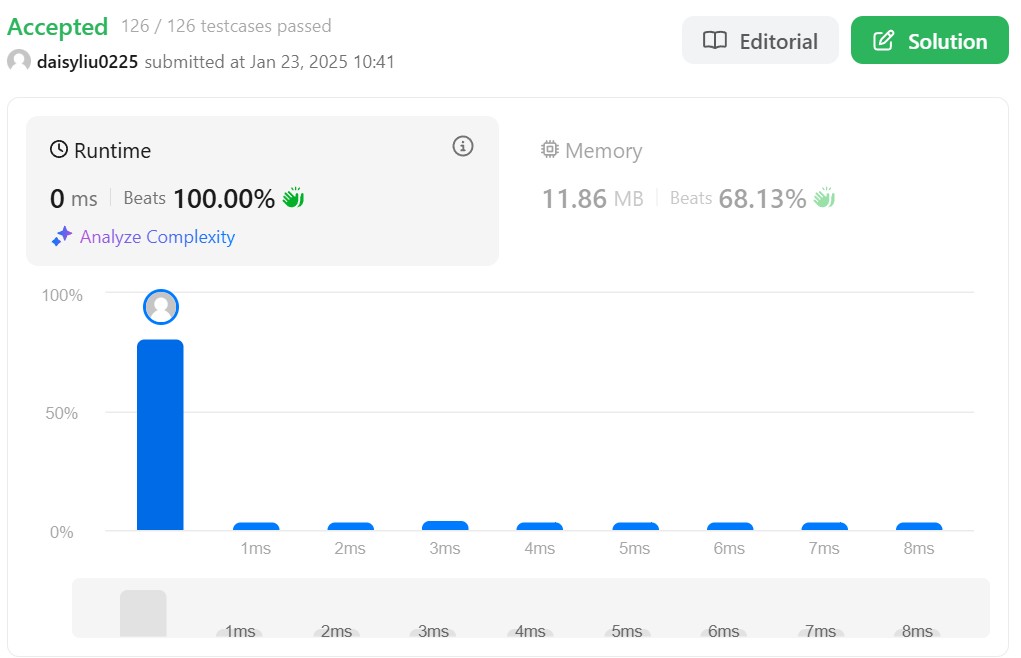 Accepted 126 / 126 testcases passed
Editorial
Solution
daisyliu0225 submitted at Jan 23, 2025 10:41
Runtime
0 ms Beats 100.00%
Analyze Complexity
Memory
11.86 MB Beats 68.13%
100%
50%
0%
1ms 2ms 3ms 4ms 5ms 6ms 7ms 8ms
1ms 2ms 3ms 4ms 5ms 6ms 7ms 8ms